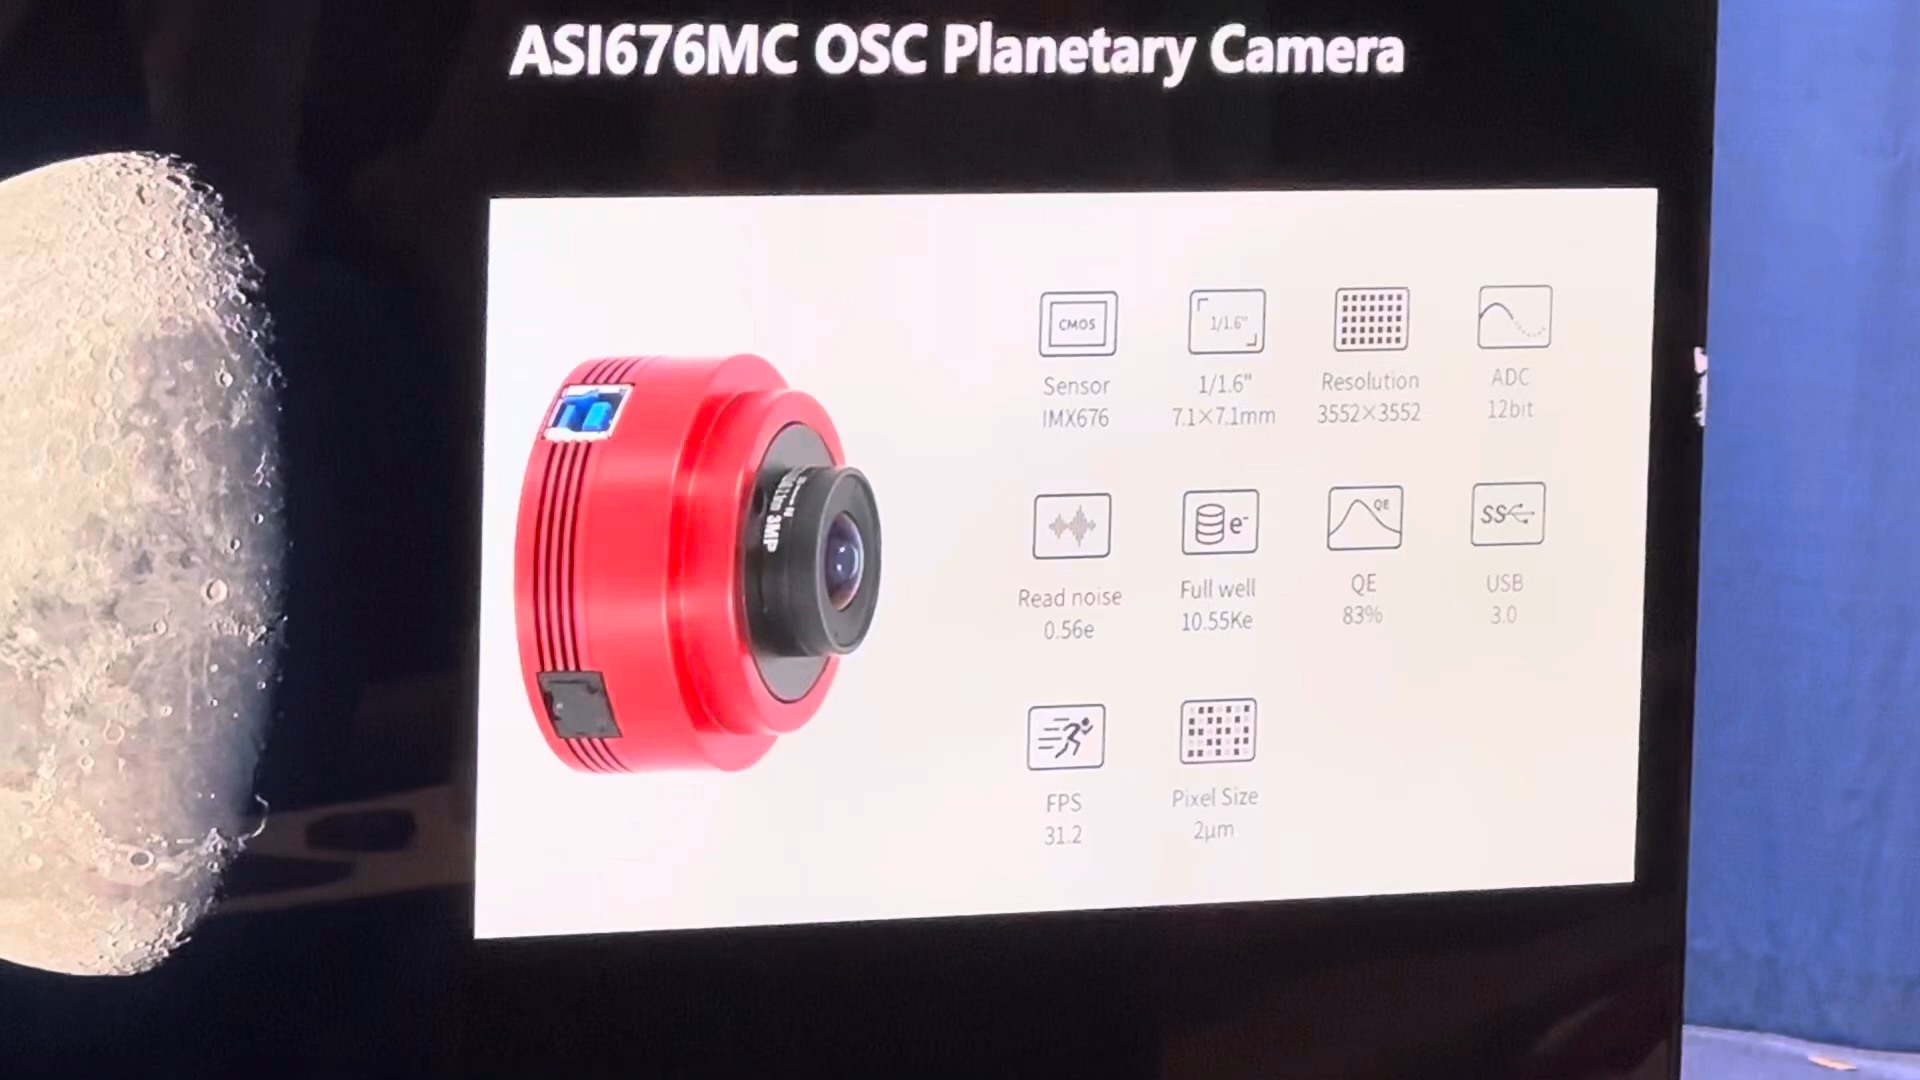 ASI676MC OSC Planetary Camera
CMOS
1/1.6"
Sensor
IMX676
1/1.6"
7.1×7.1mm
Resolution
3552×3552
ADC
12bit
e-
QE
SS
Read noise
0.56e
Full well
10.55Ke
QE
83%
USB
3.0
FPS
31.2
Pixel Size
2μm
3MP